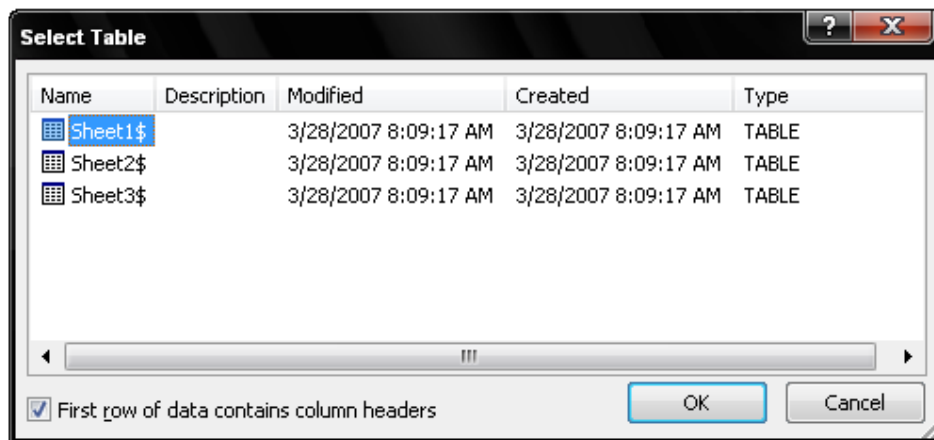 Select Table
Name Description Modified Created Type
Sheet1$ 3/28/2007 8:09:17 AM 3/28/2007 8:09:17 AM TABLE
Sheet2$ 3/28/2007 8:09:17 AM 3/28/2007 8:09:17 AM TABLE
Sheet3$ 3/28/2007 8:09:17 AM 3/28/2007 8:09:17 AM TABLE
First row of data contains column headers OK Cancel